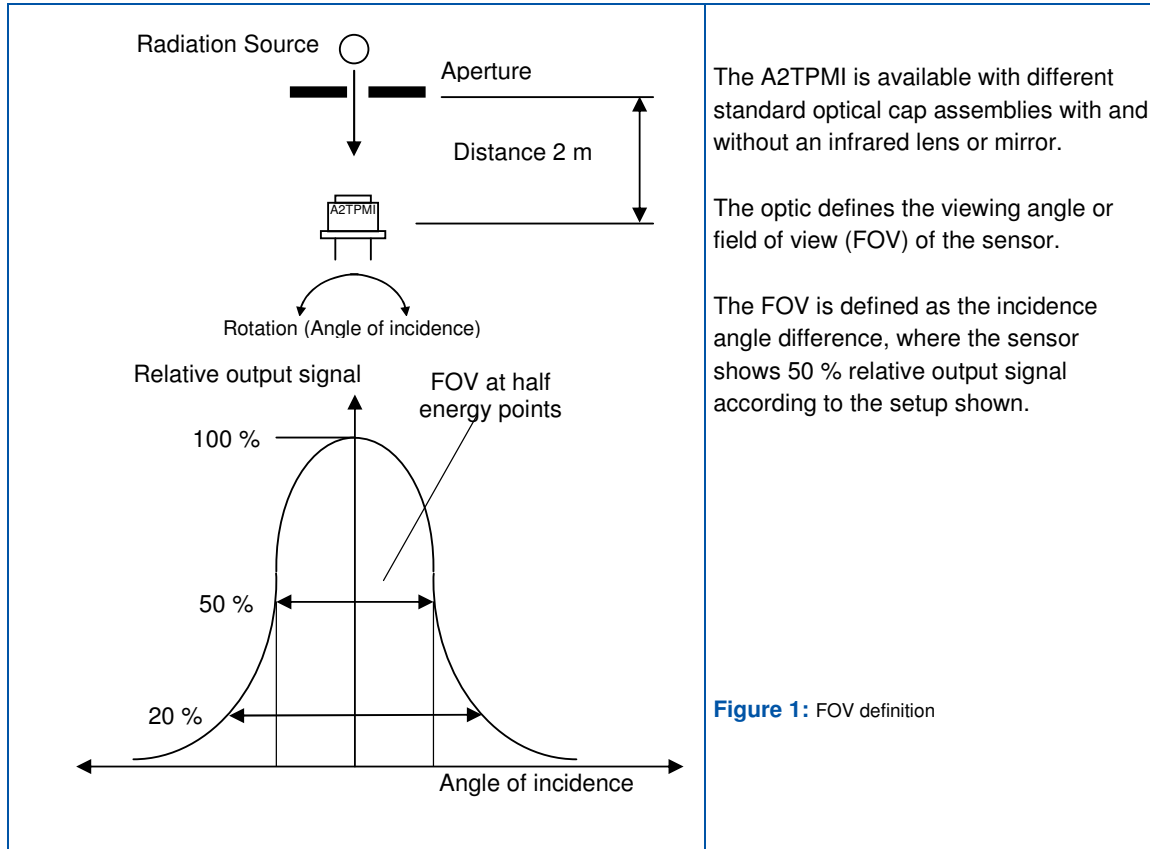 Radiation Source
Aperture
Distance 2 m
A2TPMI
Rotation (Angle of incidence)
Relative output signal
FOV at half
energy points
100 %
50 %
20 %
Angle of incidence
The A2TPMI is available with different
standard optical cap assemblies with and
without an infrared lens or mirror.
The optic defines the viewing angle or
field of view (FOV) of the sensor.
The FOV is defined as the incidence
angle difference, where the sensor
shows 50 % relative output signal
according to the setup shown.
Figure 1: FOV definition